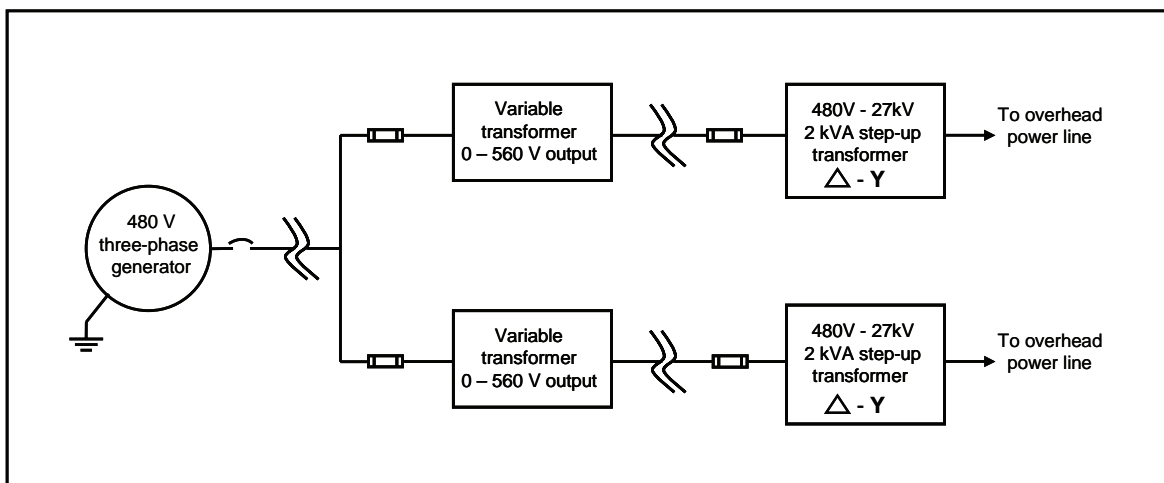 480 V
three-phase
generator
Variable
transformer
0 – 560 V output
480V - 27kV
2 kVA step-up
transformer
△ - Y
To overhead
power line
Variable
transformer
0 – 560 V output
480V - 27kV
2 kVA step-up
transformer
△ - Y
To overhead
power line